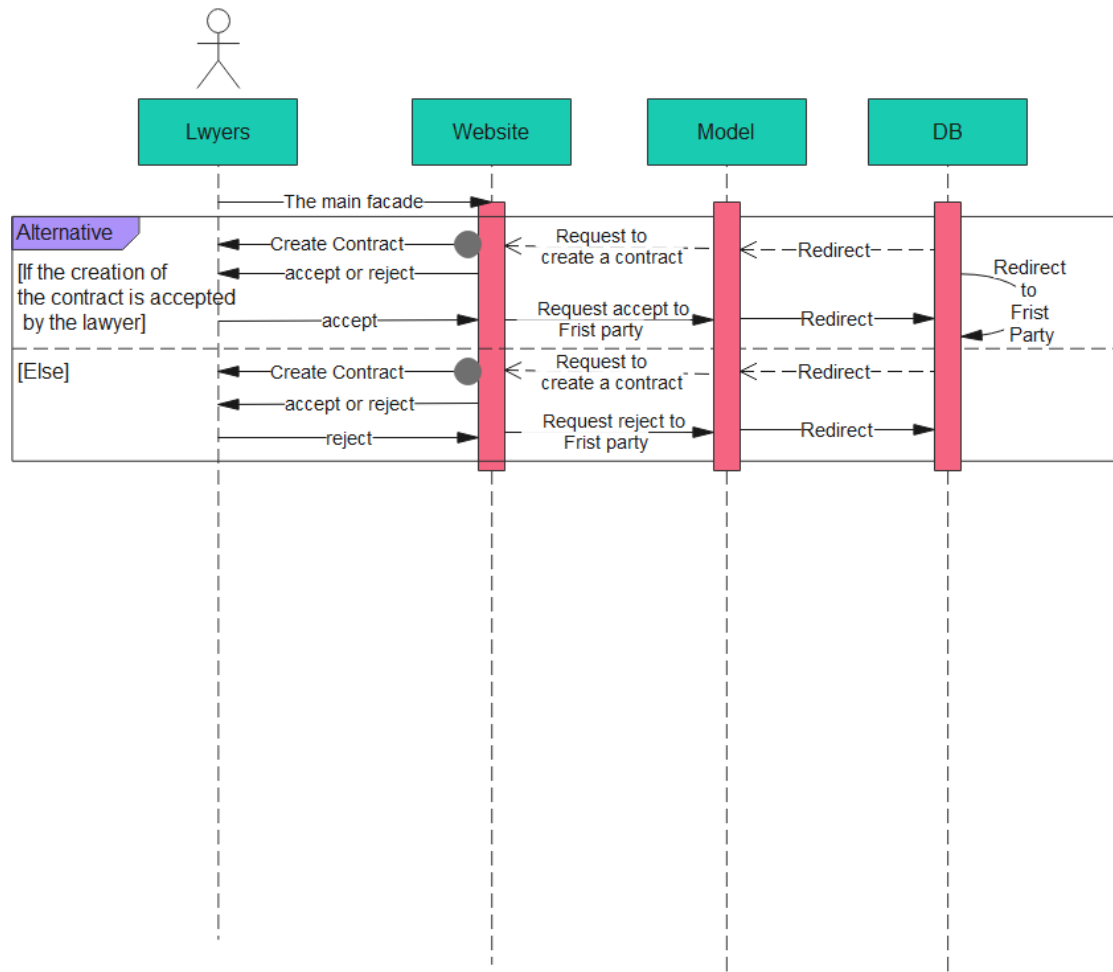 Lwyers
Website
Model
DB
The main facade
Alternative
Create Contract
Request to
create a contract
Redirect
[If the creation of
the contract is accepted
by the lawyer]
accept or reject
Redirect
to
Frist
Party
accept
Request accept to
Frist party
Redirect
[Else]
Create Contract
Request to
create a contract
Redirect
accept or reject
reject
Request reject to
Frist party
Redirect